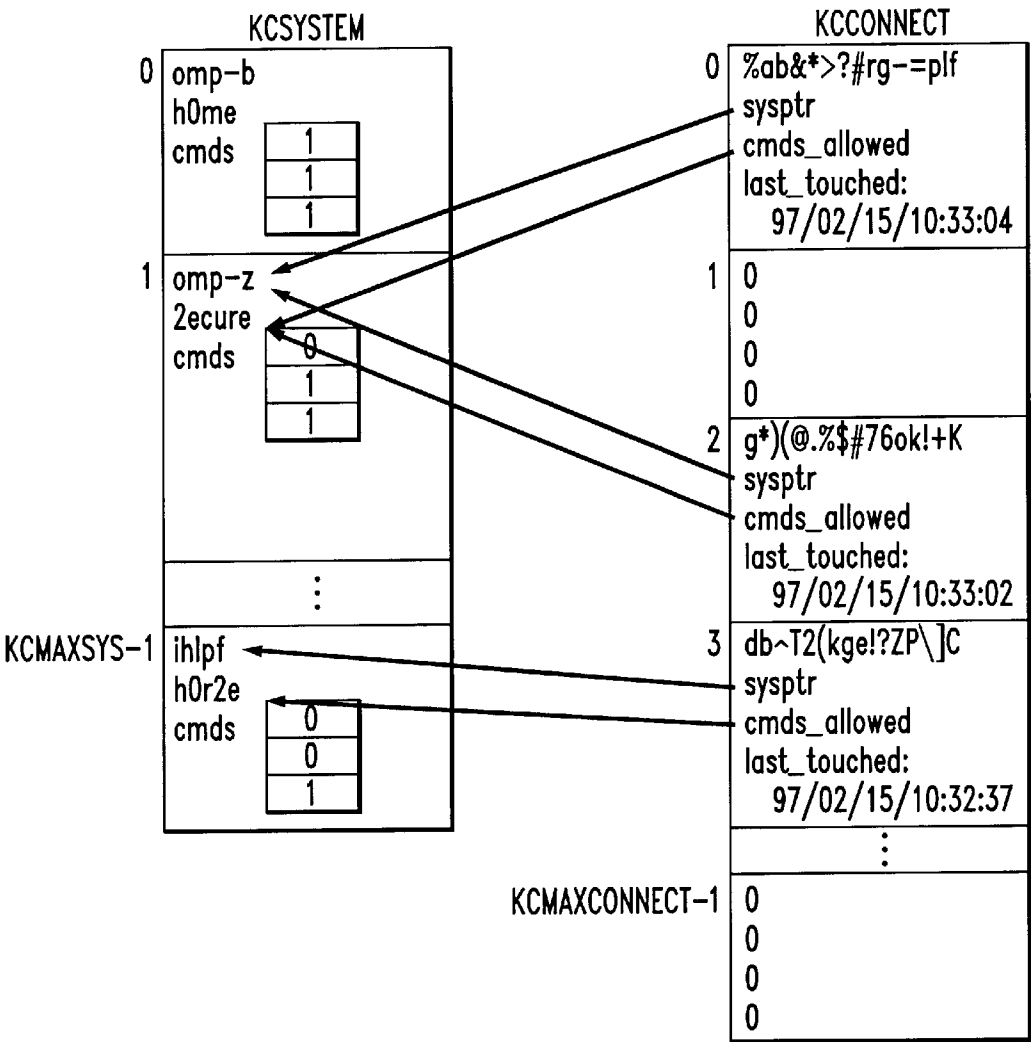 KCSYSTEM
0
omp-b
h0me
cmds
1
1
1
1
omp-z
2ecure
cmds
0
1
1
⋮
KCMAXSYS-1
ihlpf
h0r2e
cmds
0
0
1
KCCONNECT
0
%ab&*>?#rg-=plf
sysptr
cmds_allowed
last_touched:
97/02/15/10:33:04
1
0
0
0
0
2
g*)(@.%$#76ok!+K
sysptr
cmds_allowed
last_touched:
97/02/15/10:33:02
3
db~T2(kge!?ZP\]C
sysptr
cmds_allowed
last_touched:
97/02/15/10:32:37
⋮
KCMAXCONNECT-1
0
0
0
0